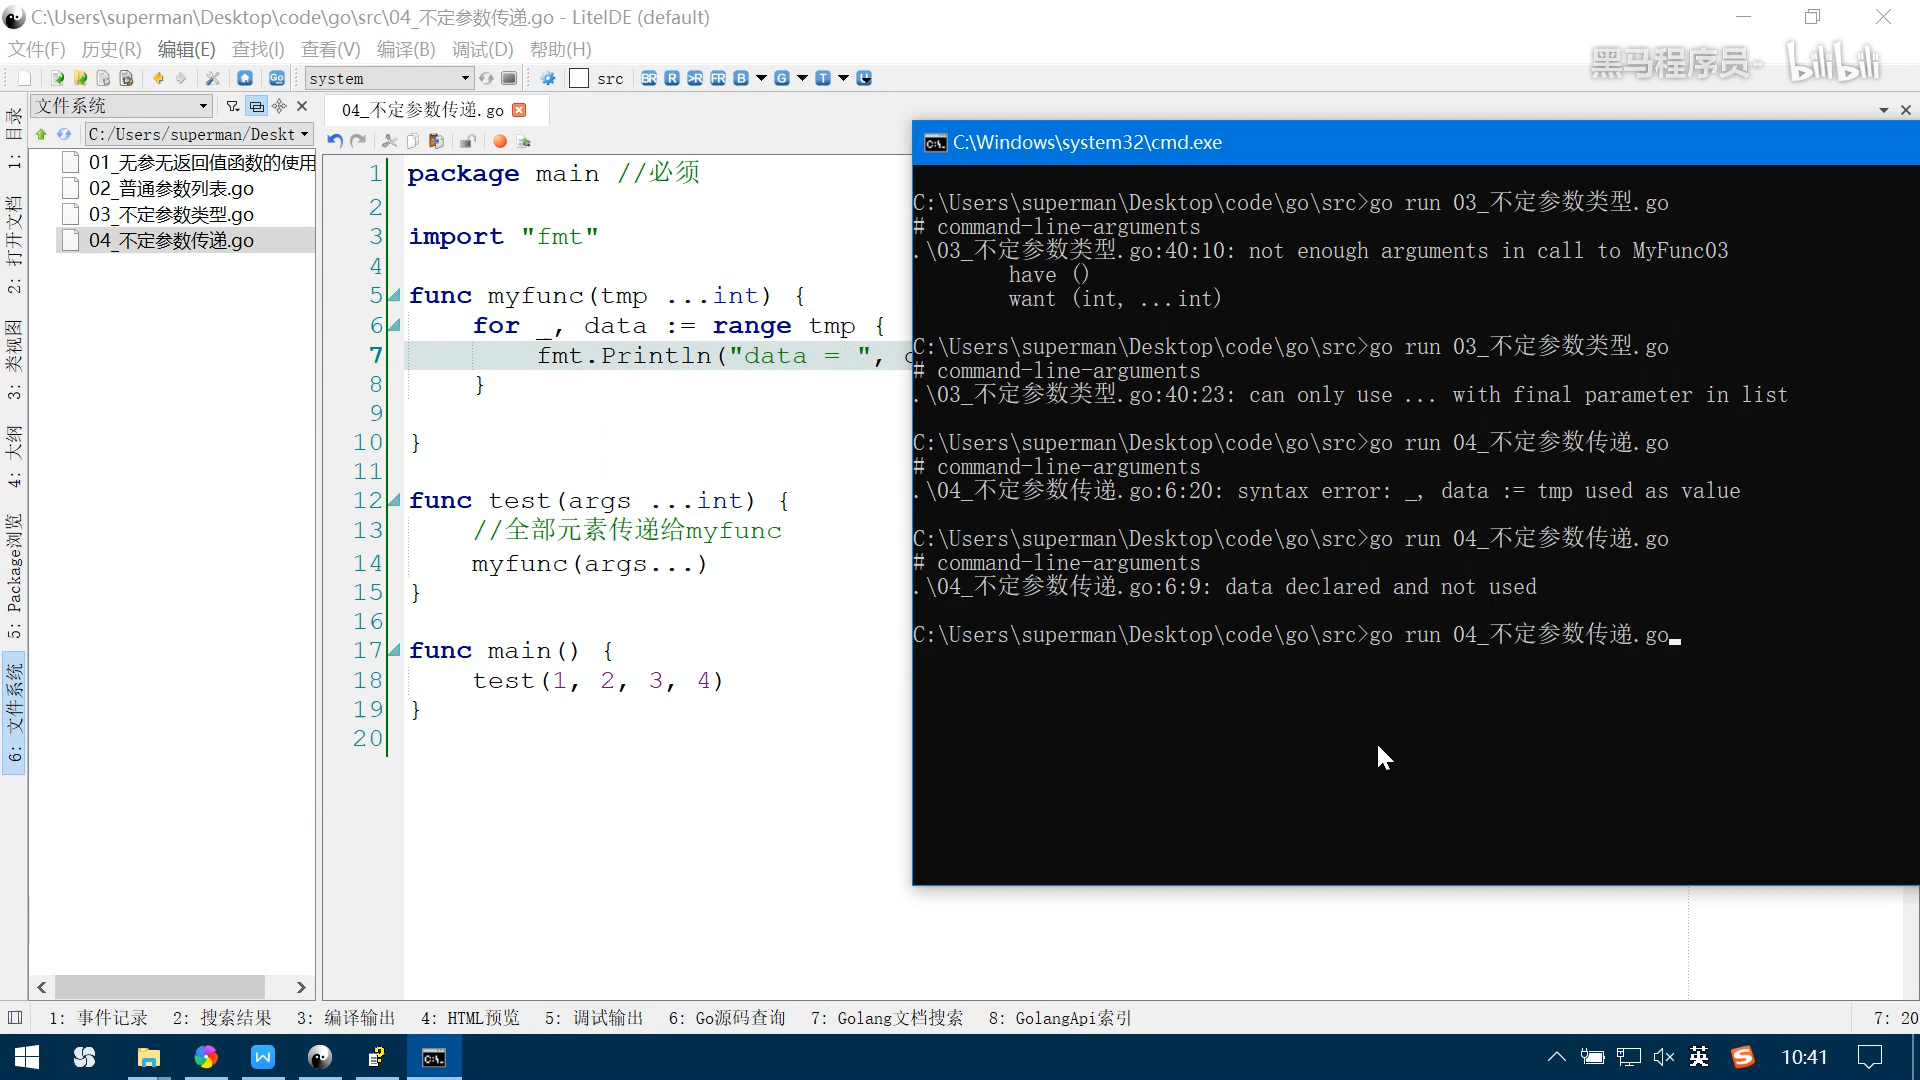 C:\Users\superman\Desktop\code\go\src\04_不定参数传递.go - LiteIDE (default)
文件(F) 历史(R) 编辑(E) 查找(I) 查看(V) 编译(B) 调试(D) 帮助(H)
黑马程序员- bilibili
system
src BR R >R FR B G T
文件系统
C:/Users/superman/Deskt
01_无参无返回值函数的使用
02_普通参数列表.go
03_不定参数类型.go
04_不定参数传递.go
1: 目录
2: 打开文档
3: 类视图
4: 大纲
5: Package浏览
6: 文件系统
04_不定参数传递.go
1 package main //必须
2
3 import "fmt"
4
5 func myfunc(tmp ...int) {
6 for _, data := range tmp {
7 fmt.Println("data = ",
8 }
9
10 }
11
12 func test(args ...int) {
13 //全部元素传递给myfunc
14 myfunc(args...)
15 }
16
17 func main() {
18 test(1, 2, 3, 4)
19 }
20
C:\Windows\system32\cmd.exe
C:\Users\superman\Desktop\code\go\src>go run 03_不定参数类型.go
# command-line-arguments
.\03_不定参数类型.go:40:10: not enough arguments in call to MyFunc03
have ()
want (int, ...int)
C:\Users\superman\Desktop\code\go\src>go run 03_不定参数类型.go
# command-line-arguments
.\03_不定参数类型.go:40:23: can only use ... with final parameter in list
C:\Users\superman\Desktop\code\go\src>go run 04_不定参数传递.go
# command-line-arguments
.\04_不定参数传递.go:6:20: syntax error: _, data := tmp used as value
C:\Users\superman\Desktop\code\go\src>go run 04_不定参数传递.go
# command-line-arguments
.\04_不定参数传递.go:6:9: data declared and not used
C:\Users\superman\Desktop\code\go\src>go run 04_不定参数传递.go
1: 事件记录 2: 搜索结果 3: 编译输出 4: HTML预览 5: 调试输出 6: Go源码查询 7: Golang文档搜索 8: GolangApi索引 7: 20
英 10:41